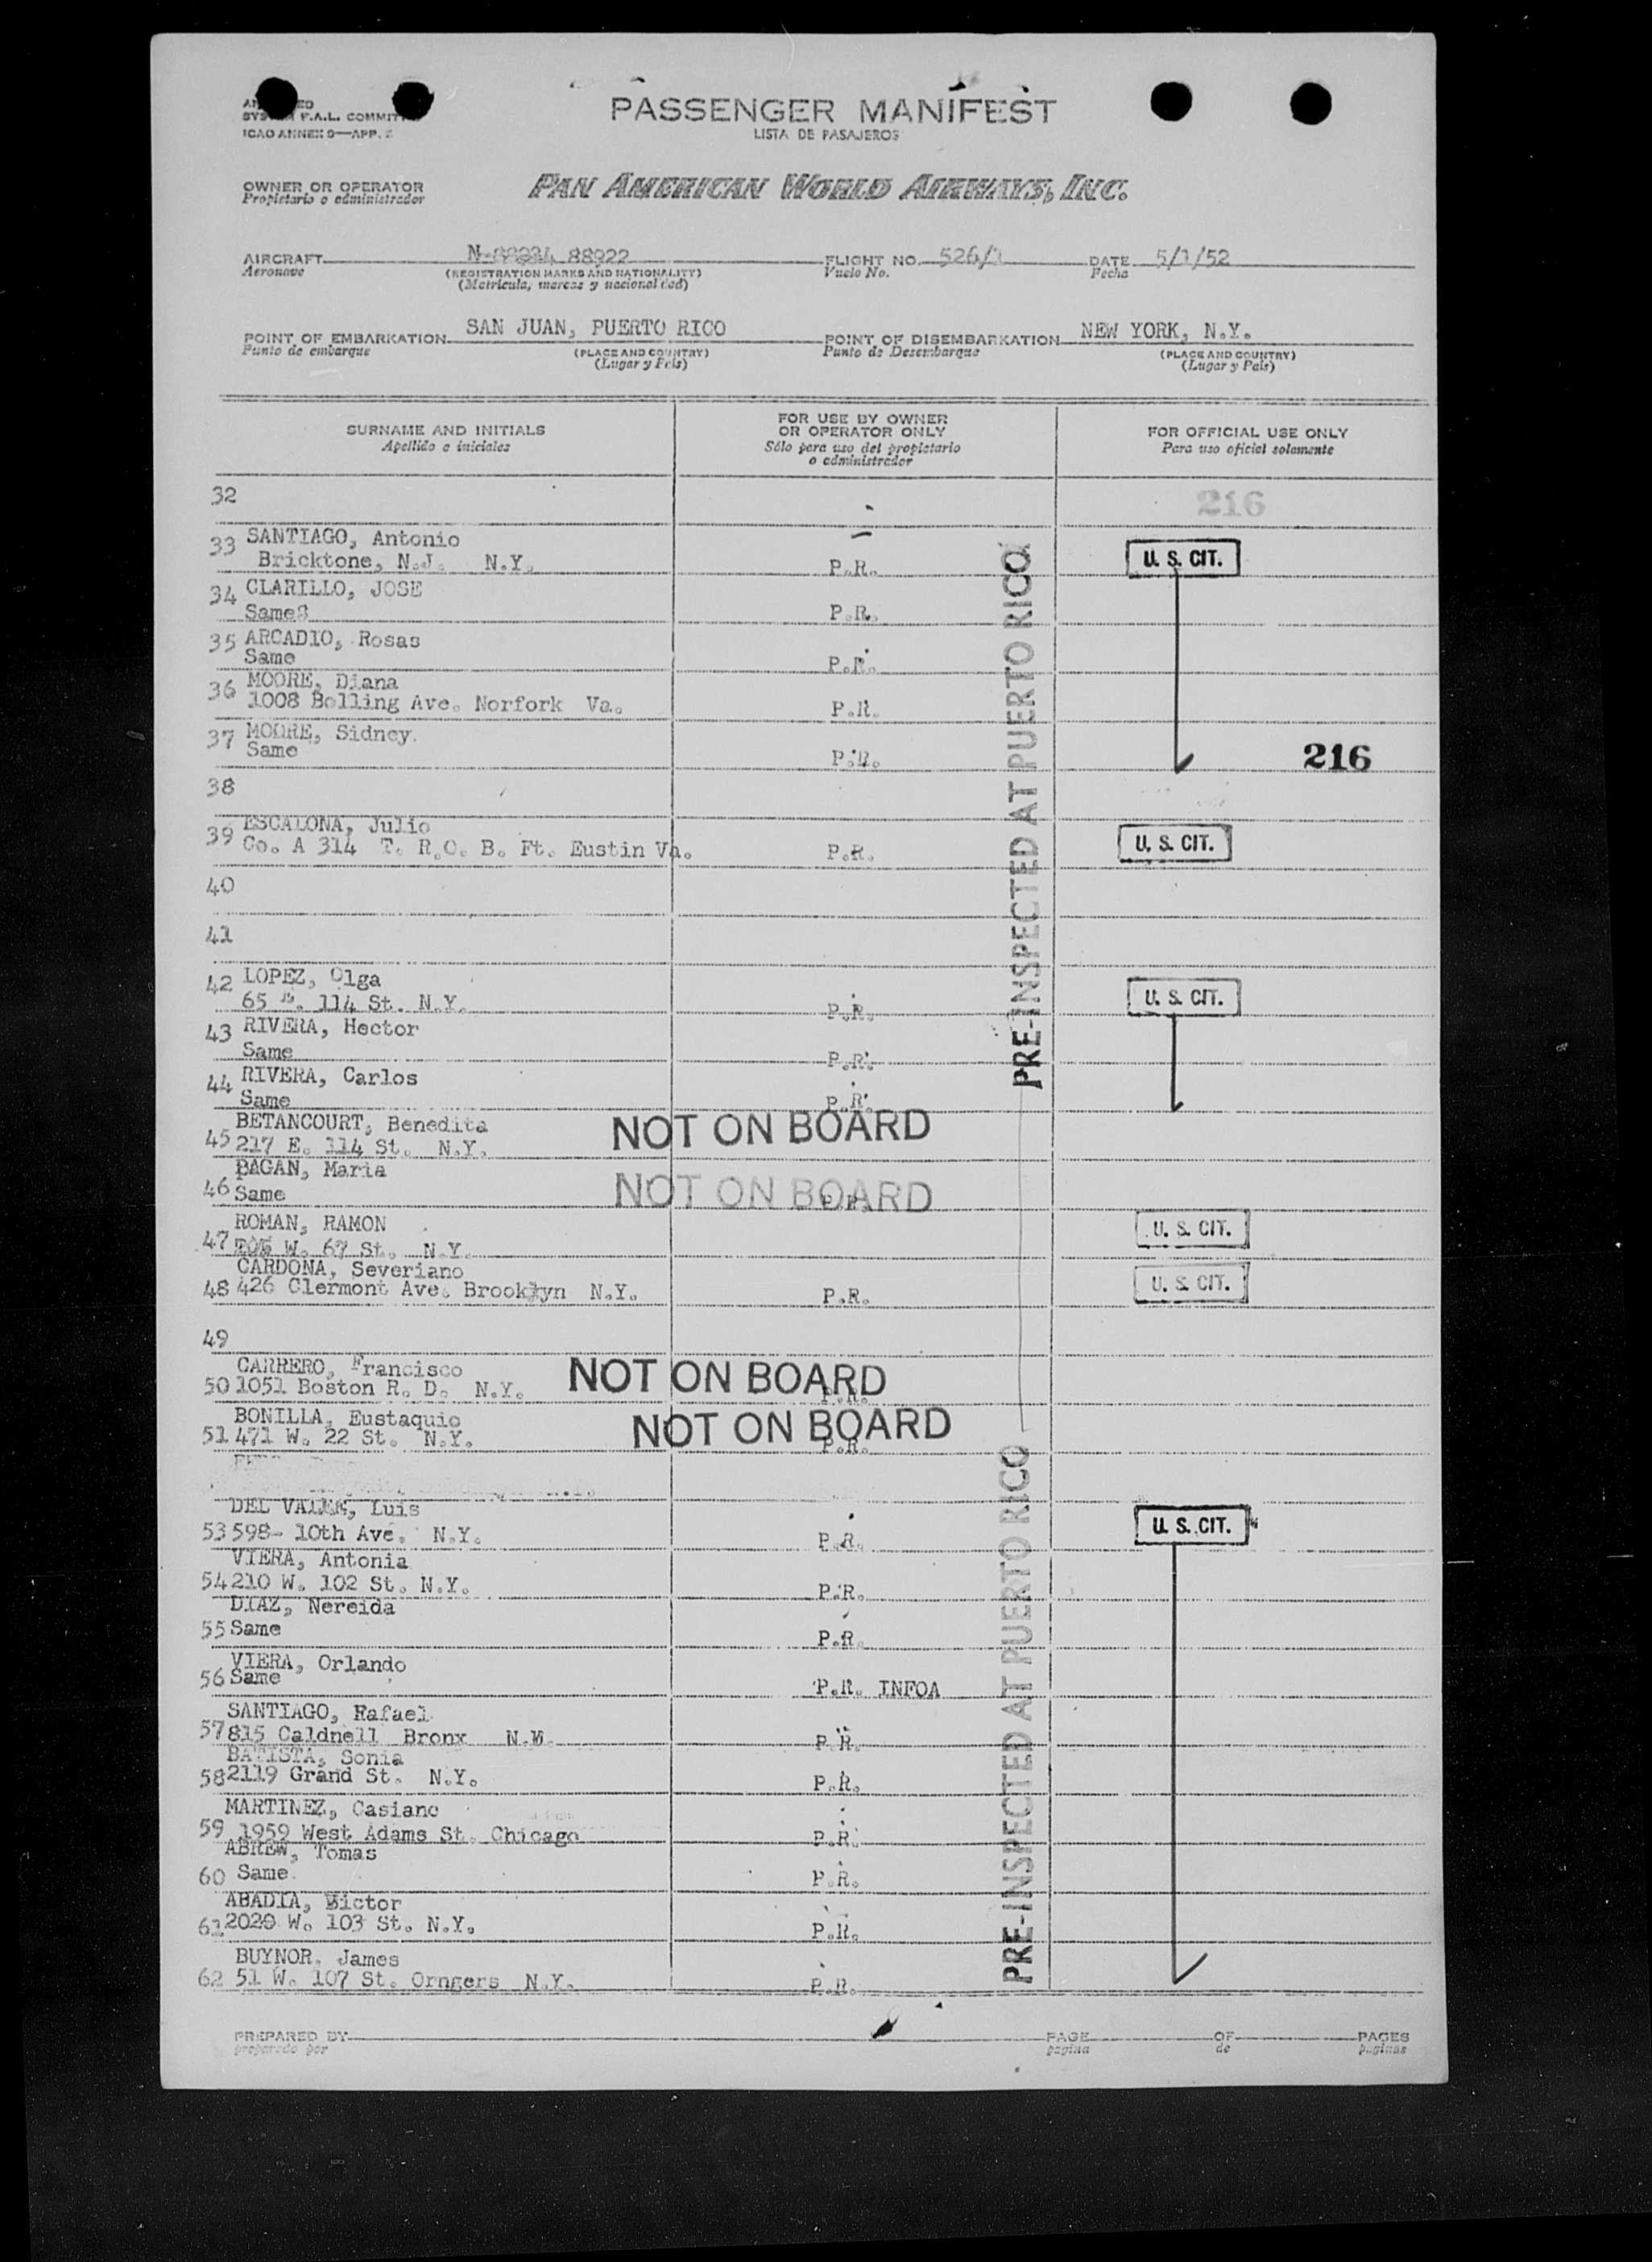 SYSTEM F.A.L. COMMITTEE
ICAO ANNEX 9—APP.
PASSENGER MANIFEST
LISTA DE PASAJEROS
OWNER OR OPERATOR
Propietario o administrador
PAN AMERICAN WORLD AIRWAYS, INC.
AIRCRAFT N- 88922 FLIGHT NO. 526/1 DATE 5/1/52
Aeronave (REGISTRATION MARKS AND NATIONALITY) Vuelo No. Fecha
(Matricula, marcas y nacionalidad)
POINT OF EMBARKATION SAN JUAN, PUERTO RICO POINT OF DISEMBARKATION NEW YORK, N.Y.
Punto de embarque (PLACE AND COUNTRY) Punto de Desembarque (PLACE AND COUNTRY)
(Lugar y País) (Lugar y País)
SURNAME AND INITIALS FOR USE BY OWNER OR OPERATOR ONLY FOR OFFICIAL USE ONLY
Apellido e iniciales Sólo para uso del propietario o administrador Para uso oficial solamente
32 216
33 SANTIAGO, Antonio
Bricktone, N.J. N.Y. P.R. U. S. CIT.
34 CLARILLO, JOSE
Same P.R.
35 ARCADIO, Rosas
Same P.R.
36 MOORE, Diana
1008 Bolling Ave. Norfork Va. P.R.
37 MOORE, Sidney.
Same P.R. 216
38
39 ESCALONA, Julio
Co. A 314 T. R.O. B. Ft. Eustin Va. P.R. U. S. CIT.
40
41
42 LOPEZ, Olga
65 114 St. N.Y. P.R. U. S. CIT.
43 RIVERA, Hector
Same P.R.
44 RIVERA, Carlos
Same P.R.
PRE-INSPECTED AT PUERTO RICO
BETANCOURT, Benedita
45 217 E. 114 St. N.Y. NOT ON BOARD
PAGAN, Maria
46 Same NOT ON BOARD P.R.
ROMAN, RAMON
47 W. 67 St. N.Y. U. S. CIT.
CARDONA, Severiano
48 426 Clermont Ave. Brooklyn N.Y. P.R. U. S. CIT.
49
CARRERO, Francisco
50 1051 Boston R. D. N.Y. NOT ON BOARD P.R.
BONILLA, Eustaquio
51 471 W. 22 St. N.Y. NOT ON BOARD P.R.
DEL VALLE, Luis
53 598- 10th Ave. N.Y. P.R. U. S. CIT.
VIERA, Antonia
54 210 W. 102 St. N.Y. P.R.
DIAZ, Nereida
55 Same P.R.
VIERA, Orlando
56 Same P.R. INFOA
SANTIAGO, Rafael
57 815 Caldnell Bronx P.R.
BATISTA, Sonia
58 2119 Grand St. N.Y. P.R.
MARTINEZ, Casiano
59 1959 West Adams St. Chicago P.R.
ABREW, Tomas
60 Same P.R.
ABADIA, Victor
61 2020 W. 103 St. N.Y. P.R.
BUYNOR, James
62 51 W. 107 St. Orngers N.Y. P.R.
PRE-INSPECTED AT PUERTO RICO
PREPARED BY PAGE OF PAGES
preparado por página de páginas